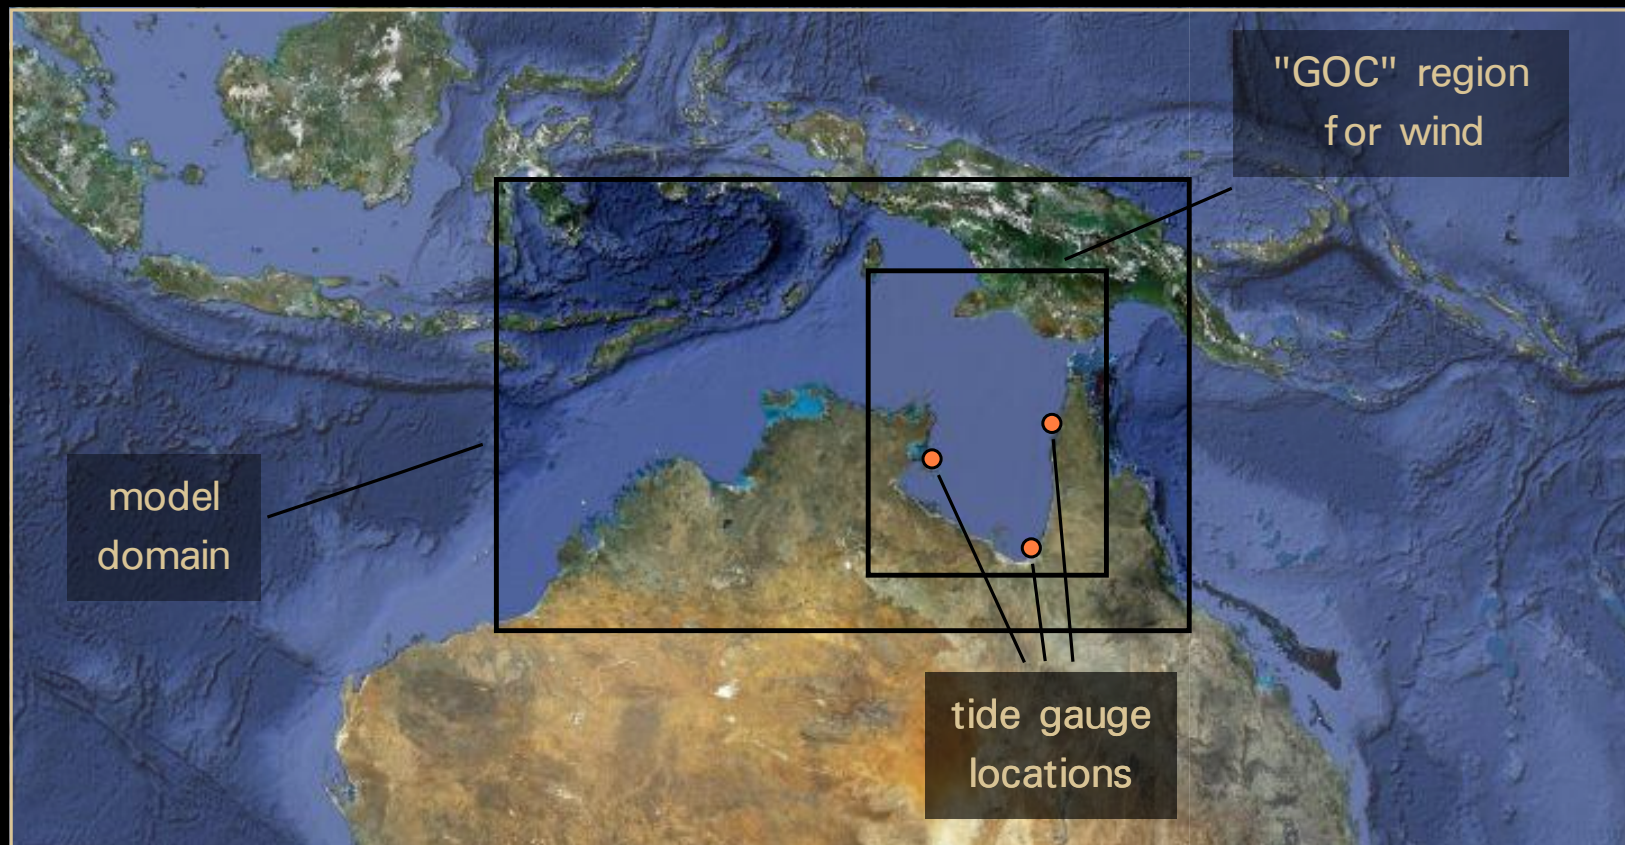 "GOC" region
for wind
model
domain
tide gauge
locations